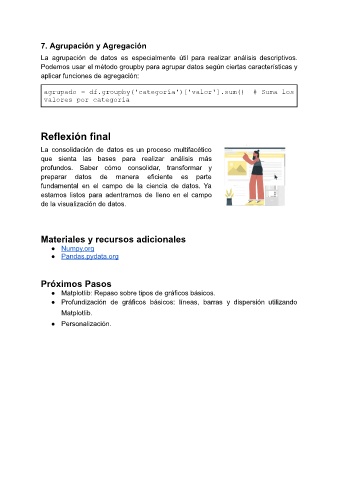 7. Agrupación y Agregación
La agrupación de datos es especialmente útil para realizar análisis descriptivos.
Podemos usar el método groupby para agrupar datos según ciertas características y
aplicar funciones de agregación:
agrupado = df.groupby('categoría')['valor'].sum()  # Suma los
valores por categoría
Reflexión final
La consolidación de datos es un proceso multifacético
que sienta las bases para realizar análisis más
profundos. Saber cómo consolidar, transformar y
preparar datos de manera eficiente es parte
fundamental en el campo de la ciencia de datos. Ya
estamos listos para adentrarnos de lleno en el campo
de la visualización de datos.
Materiales y recursos adicionales
● Numpy.org
● Pandas.pydata.org
Próximos Pasos
● Matplotlib: Repaso sobre tipos de gráficos básicos.
● Profundización de gráficos básicos: líneas, barras y dispersión utilizando
Matplotlib.
● Personalización.